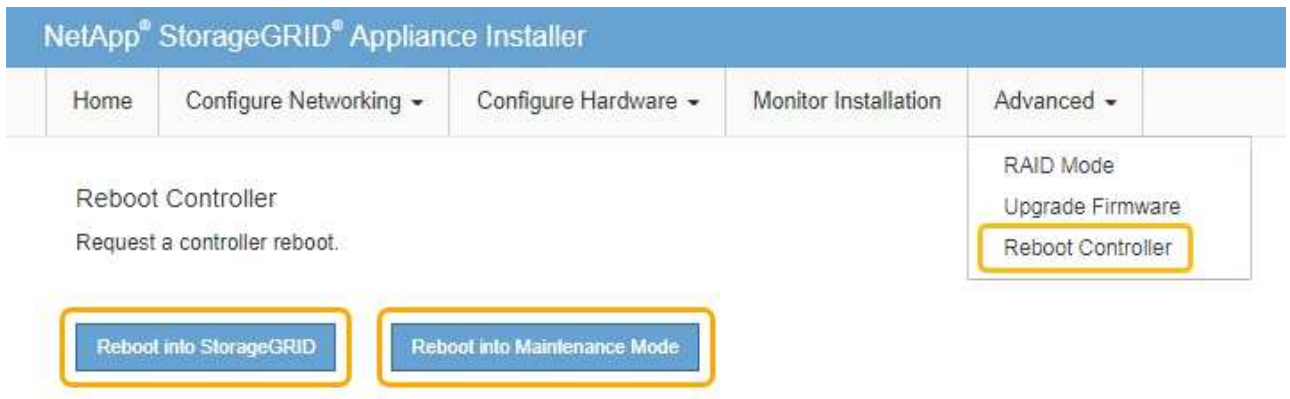 NetApp® StorageGRID® Appliance Installer
Home Configure Networking Configure Hardware Monitor Installation Advanced
RAID Mode
Upgrade Firmware
Reboot Controller
Reboot Controller
Request a controller reboot.
Reboot into StorageGRID Reboot into Maintenance Mode